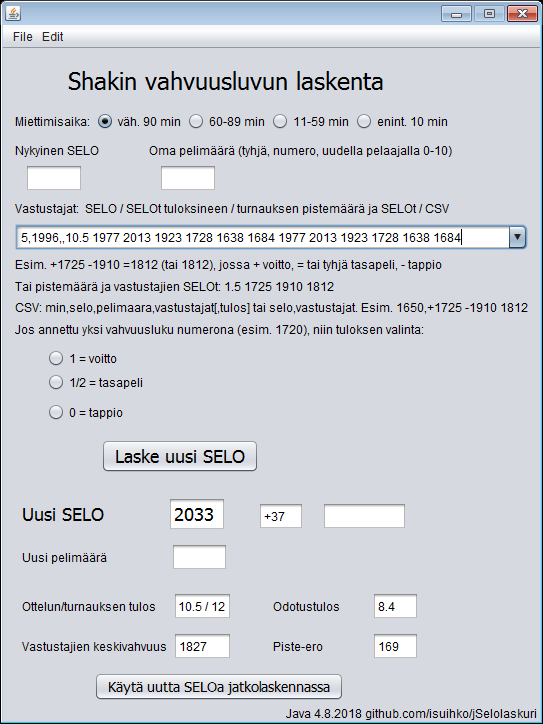 File Edit
Shakin vahvuusluvun laskenta
Miettimisaika: väh. 90 min 60-89 min 11-59 min enint. 10 min
Nykyinen SELO Oma pelimäärä (tyhjä, numero, uudella pelaajalla 0-10)
Vastustajat: SELO / SELOt tuloksineen / turnauksen pistemäärä ja SELOt / CSV
5,1996,,10.5 1977 2013 1923 1728 1638 1684 1977 2013 1923 1728 1638 1684
Esim. +1725 -1910 =1812 (tai 1812), jossa + voitto, = tai tyhjä tasapeli, - tappio
Tai pistemäärä ja vastustajien SELOt: 1.5 1725 1910 1812
CSV: min,selo,pelimaara,vastustajat[,tulos] tai selo,vastustajat. Esim. 1650,+1725 -1910 1812
Jos annettu yksi vahvuusluku numerona (esim. 1720), niin tuloksen valinta:
1 = voitto
1/2 = tasapeli
0 = tappio
Laske uusi SELO
Uusi SELO 2033 +37
Uusi pelimäärä
Ottelun/turnauksen tulos 10.5 / 12 Odotustulos 8.4
Vastustajien keskivahvuus 1827 Piste-ero 169
Käytä uutta SELOa jatkolaskennassa
Java 4.8.2018 github.com/isuihko/jSelolaskuri